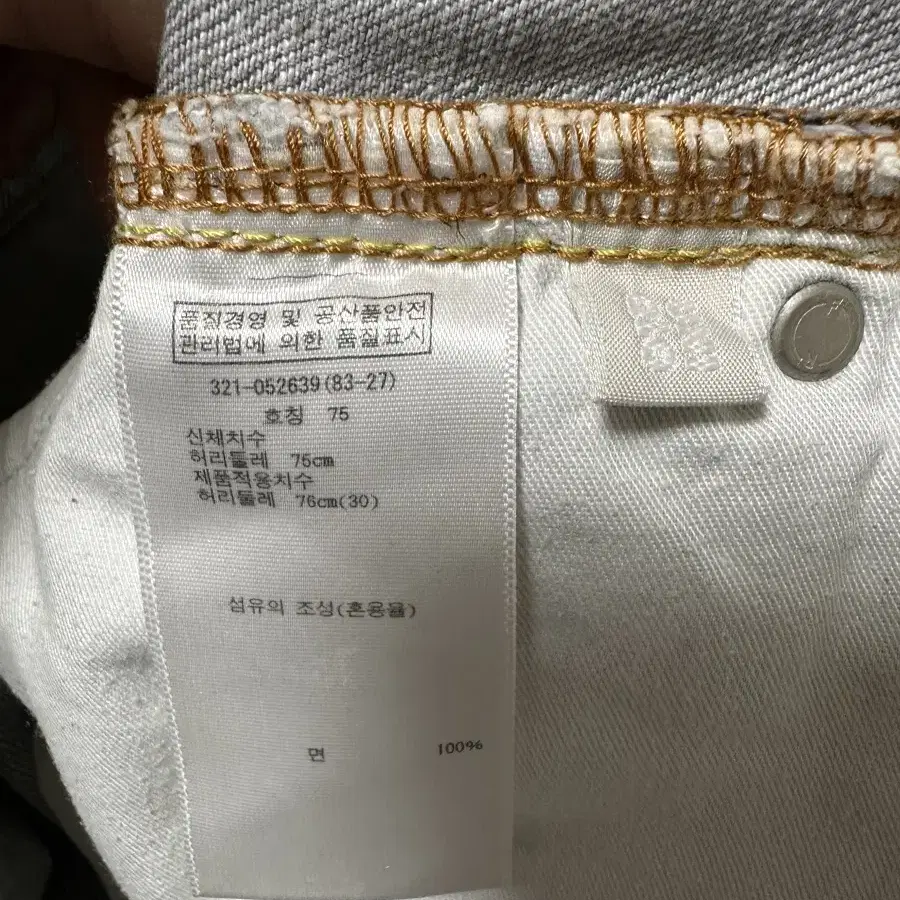 품질경영 및 공산품안전
관리법에 의한 품질표시
321-052639(83-27)
호칭 75
신체치수
허리둘레 75cm
제품적용치수
허리둘레 76cm(30)
섬유의 조성(혼용율)
면 100%